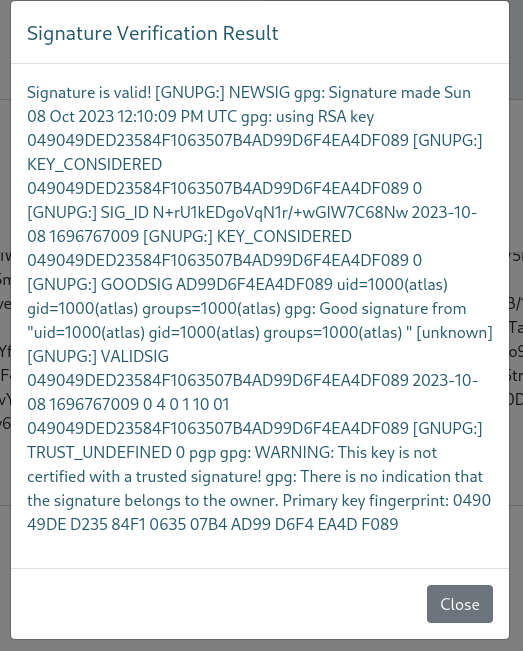 Signature Verification Result
Signature is valid! [GNUPG:] NEWSIG gpg: Signature made Sun
08 Oct 2023 12:10:09 PM UTC gpg: using RSA key
049049DED23584F1063507B4AD99D6F4EA4DF089 [GNUPG:]
KEY_CONSIDERED
049049DED23584F1063507B4AD99D6F4EA4DF089 0
[GNUPG:] SIG_ID N+rU1kEDgoVqN1r/+wGIW7C68Nw 2023-10-
08 1696767009 [GNUPG:] KEY_CONSIDERED
049049DED23584F1063507B4AD99D6F4EA4DF089 0
[GNUPG:] GOODSIG AD99D6F4EA4DF089 uid=1000(atlas)
gid=1000(atlas) groups=1000(atlas) gpg: Good signature from
"uid=1000(atlas) gid=1000(atlas) groups=1000(atlas) " [unknown]
[GNUPG:] VALIDSIG
049049DED23584F1063507B4AD99D6F4EA4DF089 2023-10-
08 1696767009 0 4 0 1 10 01
049049DED23584F1063507B4AD99D6F4EA4DF089 [GNUPG:]
TRUST_UNDEFINED 0 pgp gpg: WARNING: This key is not
certified with a trusted signature! gpg: There is no indication that
the signature belongs to the owner. Primary key fingerprint: 0490
49DE D235 84F1 0635 07B4 AD99 D6F4 EA4D F089
Close